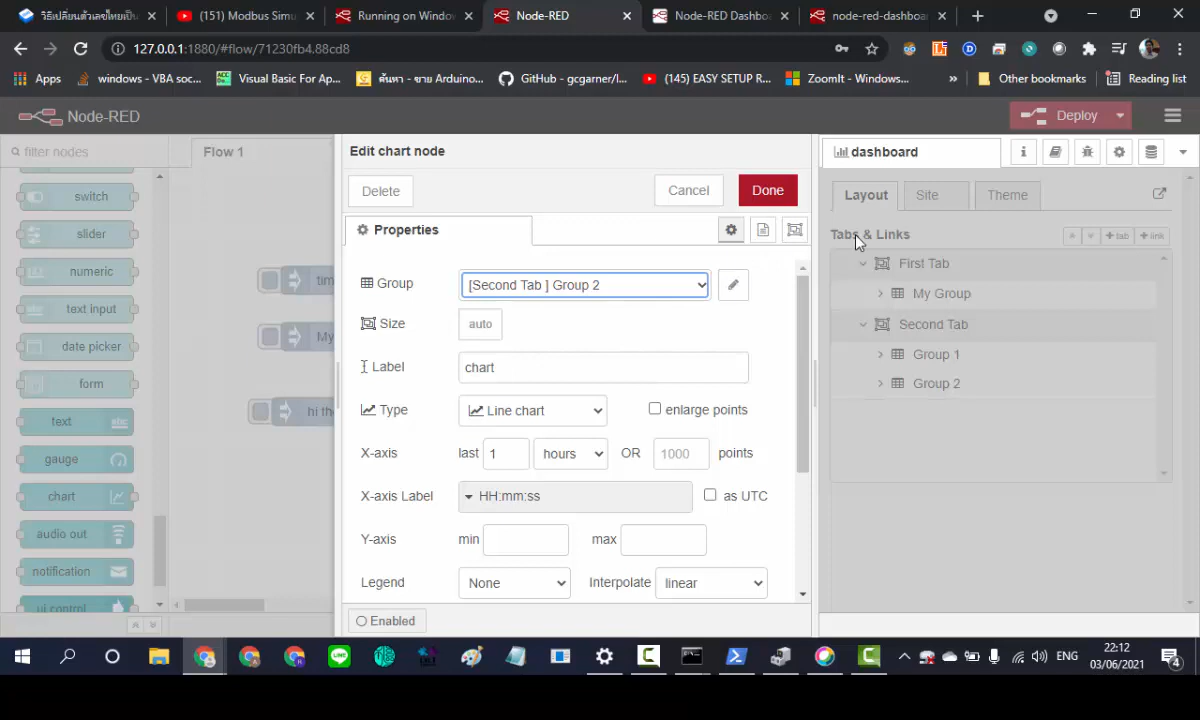 วิธีเปลี่ยนตัวเลขไทยเป็น
(151) Modbus Simu
Running on Window
Node-RED
Node-RED Dashbo
node-red-dashboa
127.0.0.1:1880/#flow/71230fb4.88cd8
Apps
windows - VBA soc...
Visual Basic For Ap...
ค้นหา - ขาย Arduino...
GitHub - gcgarner/I...
(145) EASY SETUP R...
ZoomIt - Windows...
»
Other bookmarks
Reading list
Node-RED
Deploy
filter nodes
Flow 1
switch
slider
numeric
text input
date picker
form
text
abc
gauge
chart
audio out
notification
ui control
tim
My
hi the
Edit chart node
Delete
Cancel
Done
Properties
Group
[Second Tab ] Group 2
Size
auto
Label
chart
Type
Line chart
enlarge points
X-axis
last
1
hours
OR
1000
points
X-axis Label
HH:mm:ss
as UTC
Y-axis
min
max
Legend
None
Interpolate
linear
Enabled
dashboard
Layout
Site
Theme
Tabs & Links
+tab
+link
First Tab
My Group
Second Tab
Group 1
Group 2
ENG
22:12
03/06/2021
4